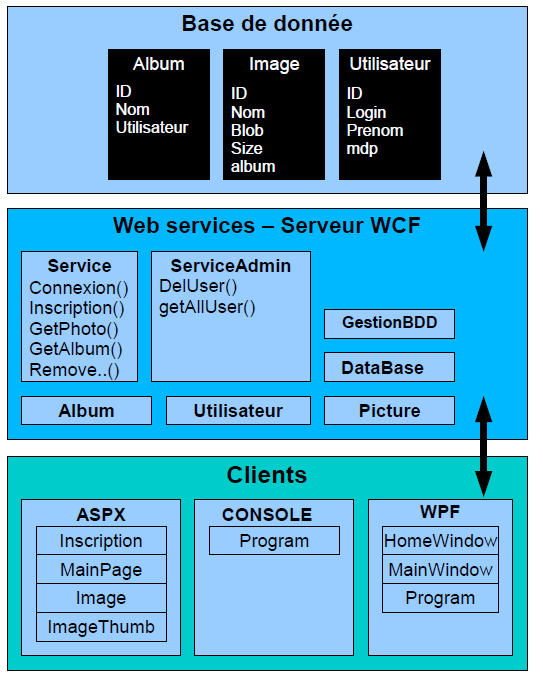 Base de donnée
Album
ID
Nom
Utilisateur
Image
ID
Nom
Blob
Size
album
Utilisateur
ID
Login
Prenom
mdp
Web services – Serveur WCF
Service
Connexion()
Inscription()
GetPhoto()
GetAlbum()
Remove..()
ServiceAdmin
DelUser()
getAllUser()
GestionBDD
DataBase
Album
Utilisateur
Picture
Clients
ASPX
Inscription
MainPage
Image
ImageThumb
CONSOLE
Program
WPF
HomeWindow
MainWindow
Program